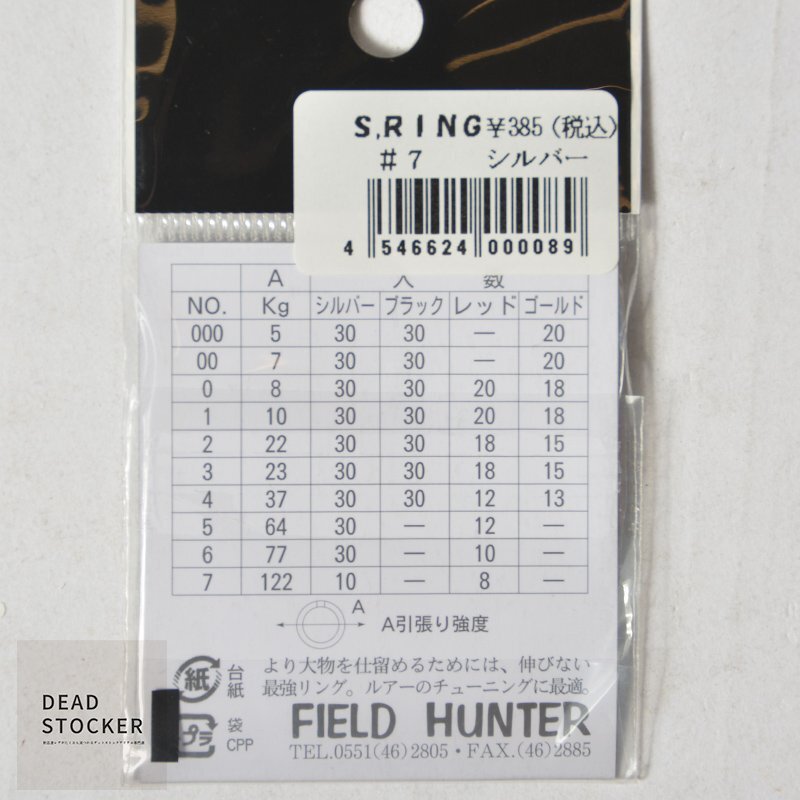 S,RING¥385(税込)
#7 シルバー
4 546624 000089
A 入 数
NO. Kg シルバー ブラック レッド ゴールド
000 5 30 30 — 20
00 7 30 30 — 20
0 8 30 30 20 18
1 10 30 30 20 18
2 22 30 30 18 15
3 23 30 30 18 15
4 37 30 30 12 13
5 64 30 — 12 —
6 77 30 — 10 —
7 122 10 — 8 —
A
A引張り強度
紙 台紙
より大物を仕留めるためには、伸びない
最強リング。ルアーのチューニングに最適。
プラ 袋 CPP
FIELD HUNTER
TEL.0551(46)2805・FAX.(46)2885
DEAD
STOCKER